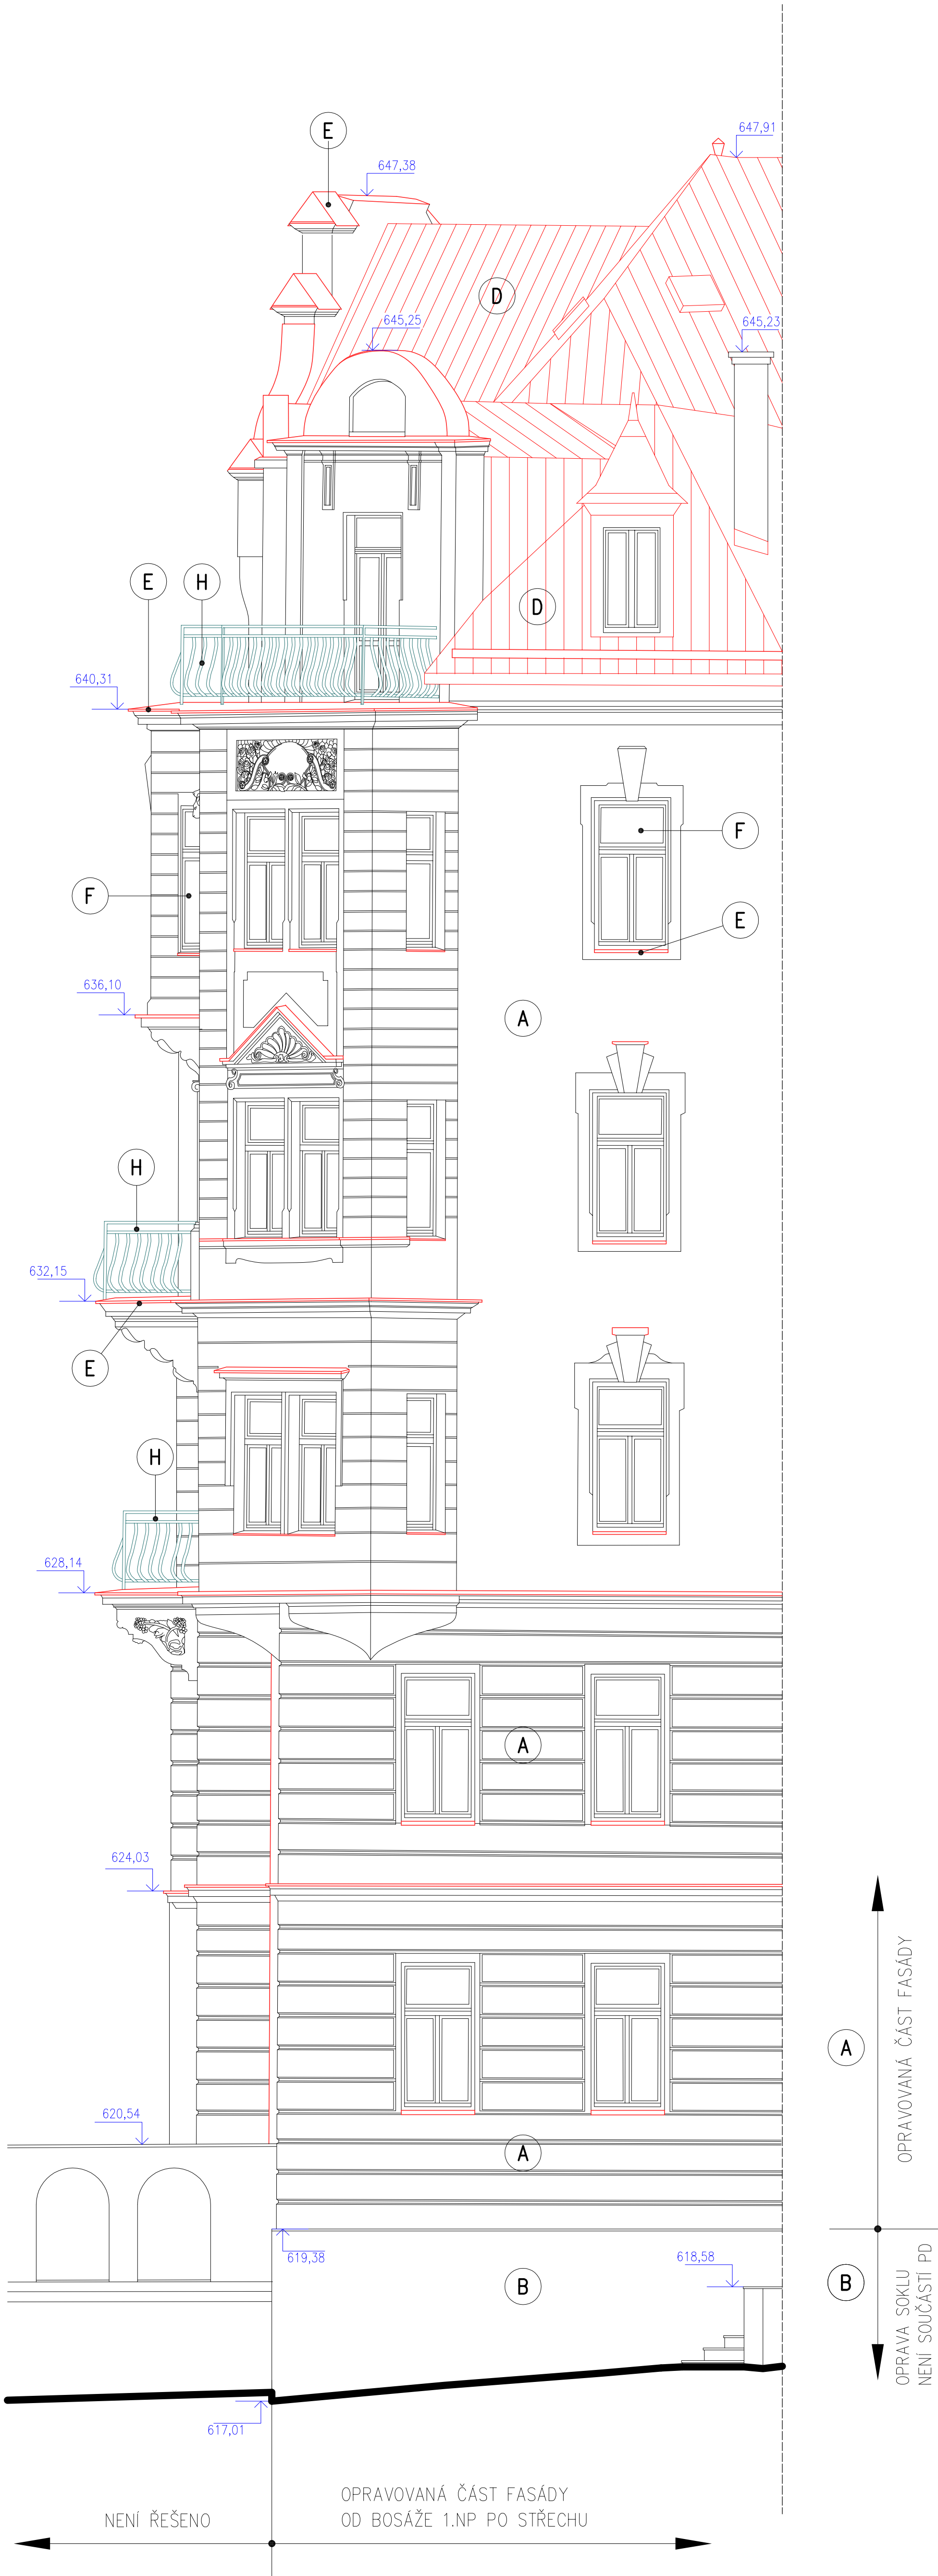 E
647,91
647,38
D
645,25
645,23
E
H
D
640,31
F
F
E
636,10
A
H
632,15
E
H
628,14
A
624,03
OPRAVOVANÁ ČÁST FASÁDY
A
620,54
A
619,38
618,58
B
B
OPRAVA SOKLU
NENÍ SOUČÁSTÍ PD
617,01
OPRAVOVANÁ ČÁST FASÁDY
OD BOSÁŽE 1.NP PO STŘECHU
NENÍ ŘEŠENO